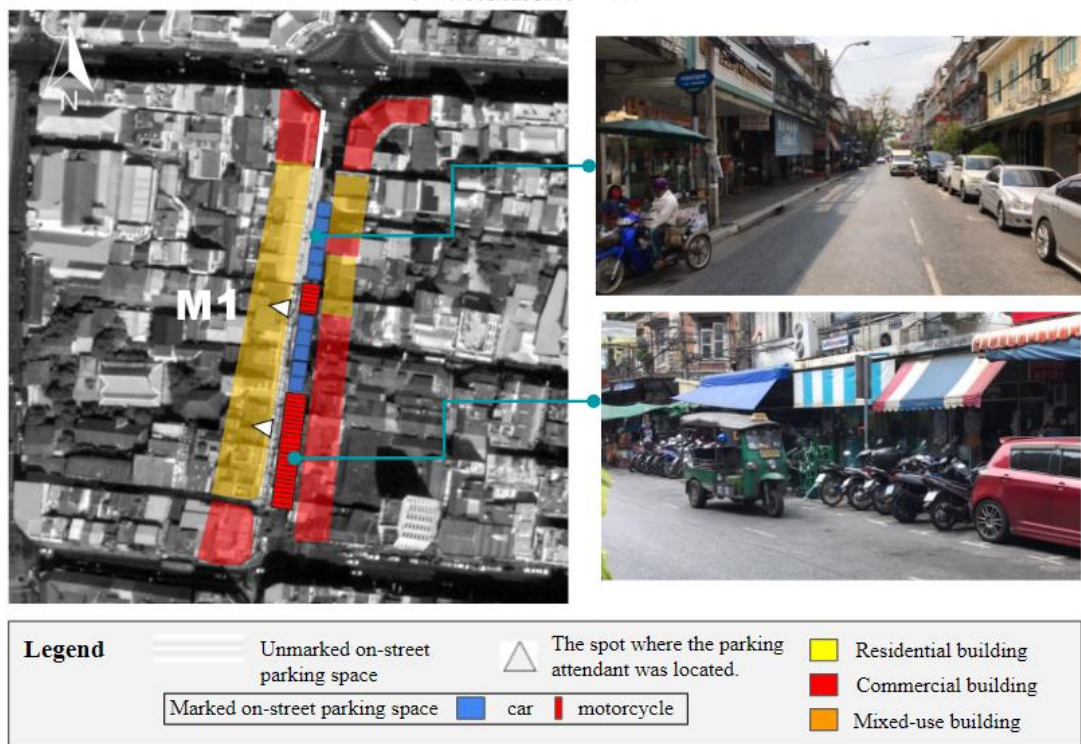 N
M1
Legend
Unmarked on-street
parking space
The spot where the parking
attendant was located.
Residential building
Commercial building
Mixed-use building
Marked on-street parking space
car
motorcycle